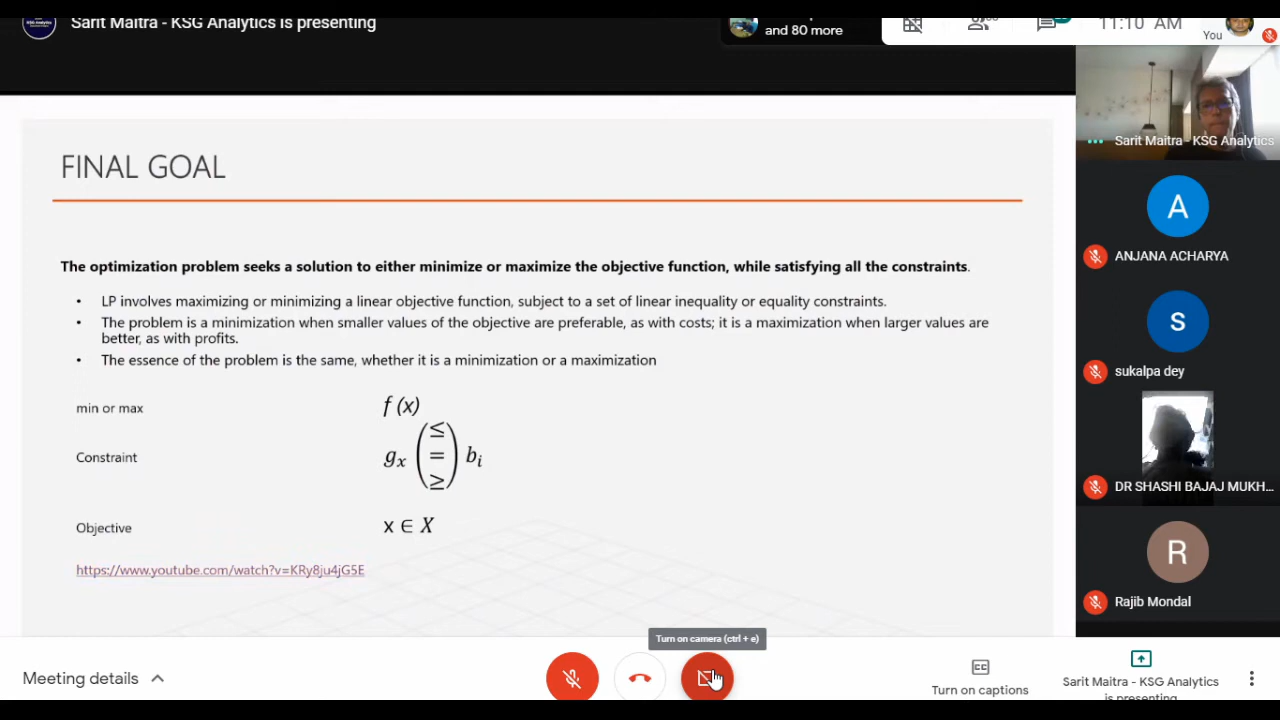 Sarit Maitra - KSG Analytics is presenting
and 80 more
11:10 AM
You
Sarit Maitra - KSG Analytics
FINAL GOAL
The optimization problem seeks a solution to either minimize or maximize the objective function, while satisfying all the constraints.
• LP involves maximizing or minimizing a linear objective function, subject to a set of linear inequality or equality constraints.
• The problem is a minimization when smaller values of the objective are preferable, as with costs; it is a maximization when larger values are
better, as with profits.
• The essence of the problem is the same, whether it is a minimization or a maximization
min or max f (x)
Constraint gₓ (≤ = ≥) bᵢ
Objective x ∈ X
https://www.youtube.com/watch?v=KRy8ju4jG5E
A
ANJANA ACHARYA
S
sukalpa dey
DR SHASHI BAJAJ MUKH...
R
Rajib Mondal
Turn on camera (ctrl + e)
Meeting details
CC
Turn on captions
Sarit Maitra - KSG Analytics
is presenting